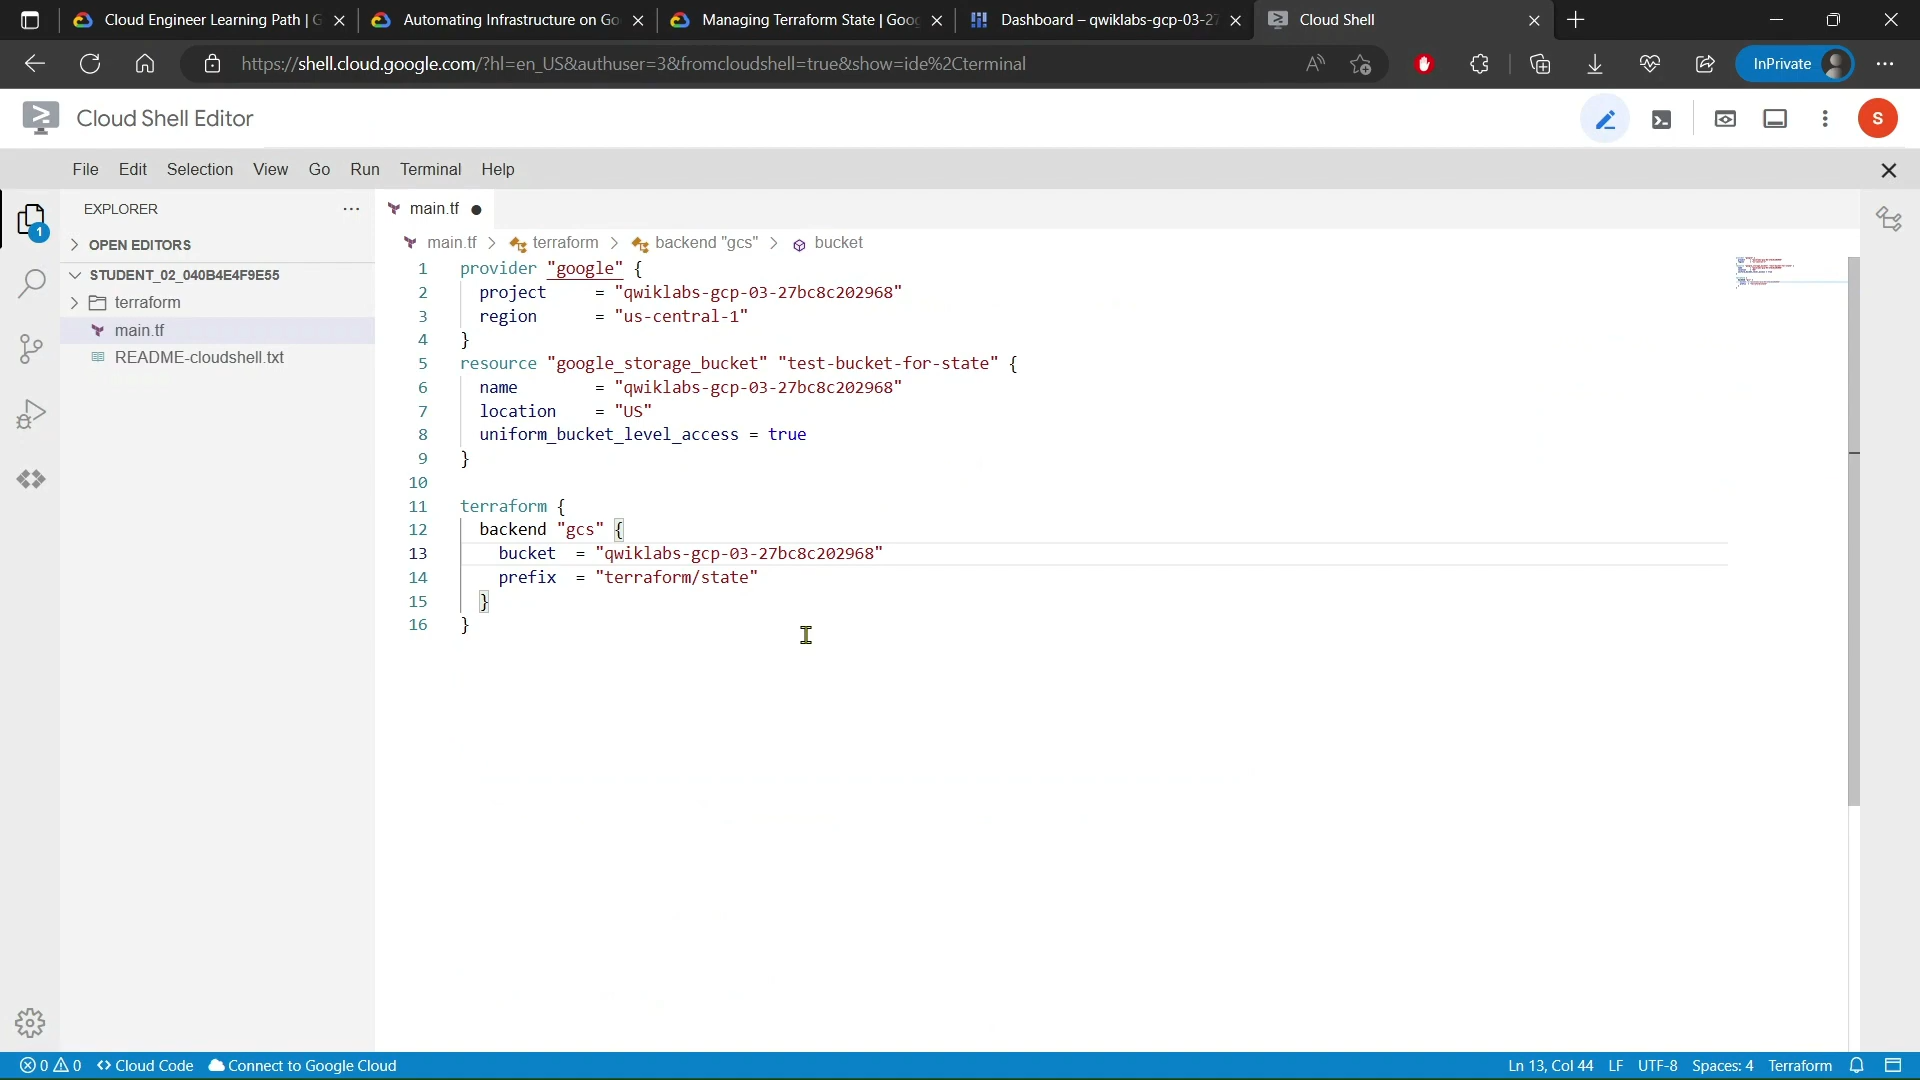 Cloud Engineer Learning Path | G
Automating Infrastructure on Go
Managing Terraform State | Goog
Dashboard – qwiklabs-gcp-03-27
Cloud Shell
https://shell.cloud.google.com/?hl=en_US&authuser=3&fromcloudshell=true&show=ide%2Cterminal
InPrivate
Cloud Shell Editor
S
File Edit Selection View Go Run Terminal Help
EXPLORER
main.tf
1
OPEN EDITORS
STUDENT_02_040B4E4F9E55
terraform
main.tf
README-cloudshell.txt
main.tf > terraform > backend "gcs" > bucket
1 provider "google" {
2 project = "qwiklabs-gcp-03-27bc8c202968"
3 region = "us-central-1"
4 }
5 resource "google_storage_bucket" "test-bucket-for-state" {
6 name = "qwiklabs-gcp-03-27bc8c202968"
7 location = "US"
8 uniform_bucket_level_access = true
9 }
10
11 terraform {
12 backend "gcs" {
13 bucket = "qwiklabs-gcp-03-27bc8c202968"
14 prefix = "terraform/state"
15 }
16 }
0 0 <> Cloud Code Connect to Google Cloud
Ln 13, Col 44 LF UTF-8 Spaces: 4 Terraform